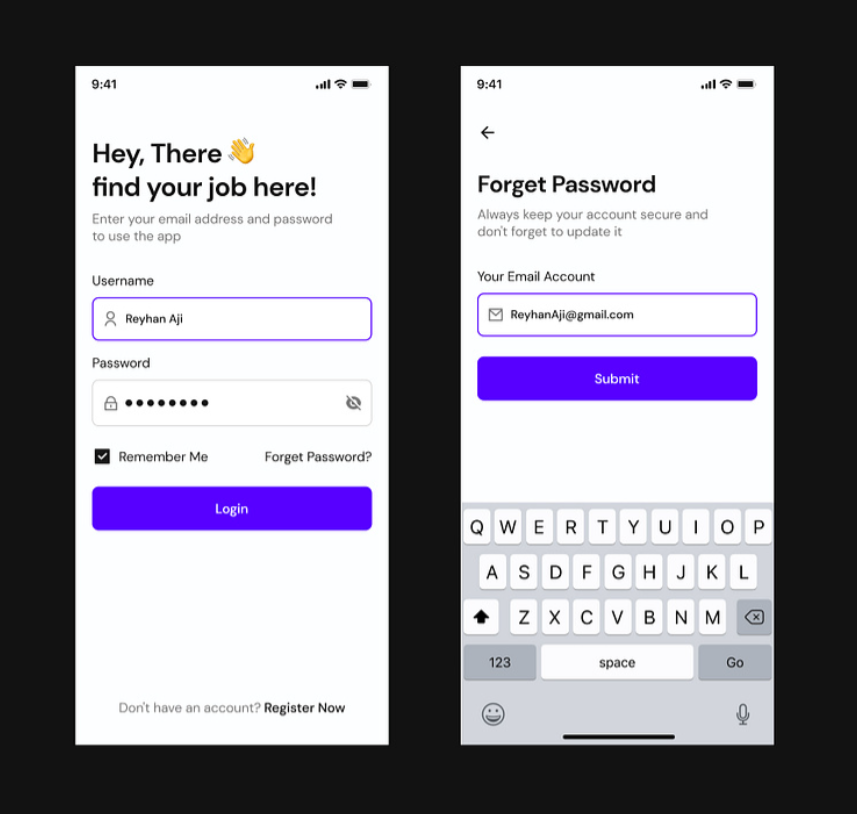 9:41
Hey, There 👋
find your job here!
Enter your email address and password
to use the app
Username
Reyhan Aji
Password
Remember Me
Forget Password?
Login
Don't have an account? Register Now
9:41
Forget Password
Always keep your account secure and
don't forget to update it
Your Email Account
ReyhanAji@gmail.com
Submit
Q W E R T Y U I O P
A S D F G H J K L
Z X C V B N M
123 space Go